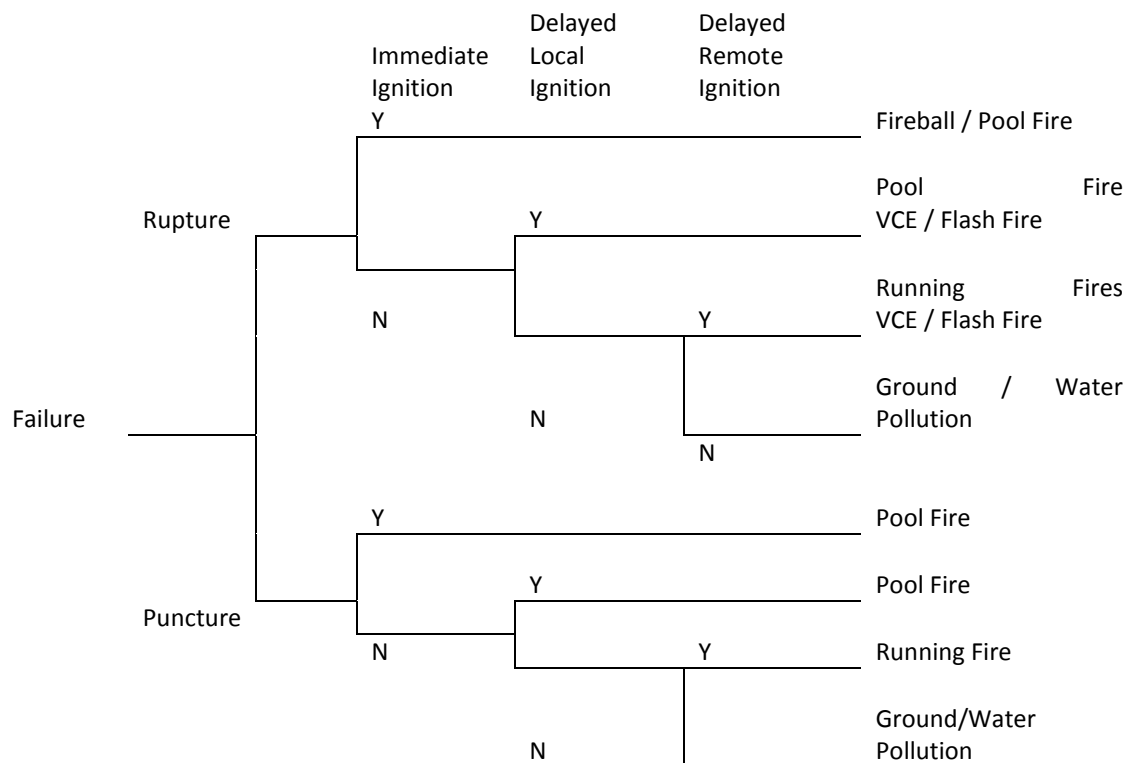 Immediate
Ignition
Delayed
Local
Ignition
Delayed
Remote
Ignition
Y
Fireball / Pool Fire
Rupture
Y
Pool Fire
VCE / Flash Fire
N
Y
Running Fires
VCE / Flash Fire
Failure
N
Ground / Water
Pollution
N
Y
Pool Fire
Puncture
Y
Pool Fire
N
Y
Running Fire
N
Ground/Water
Pollution